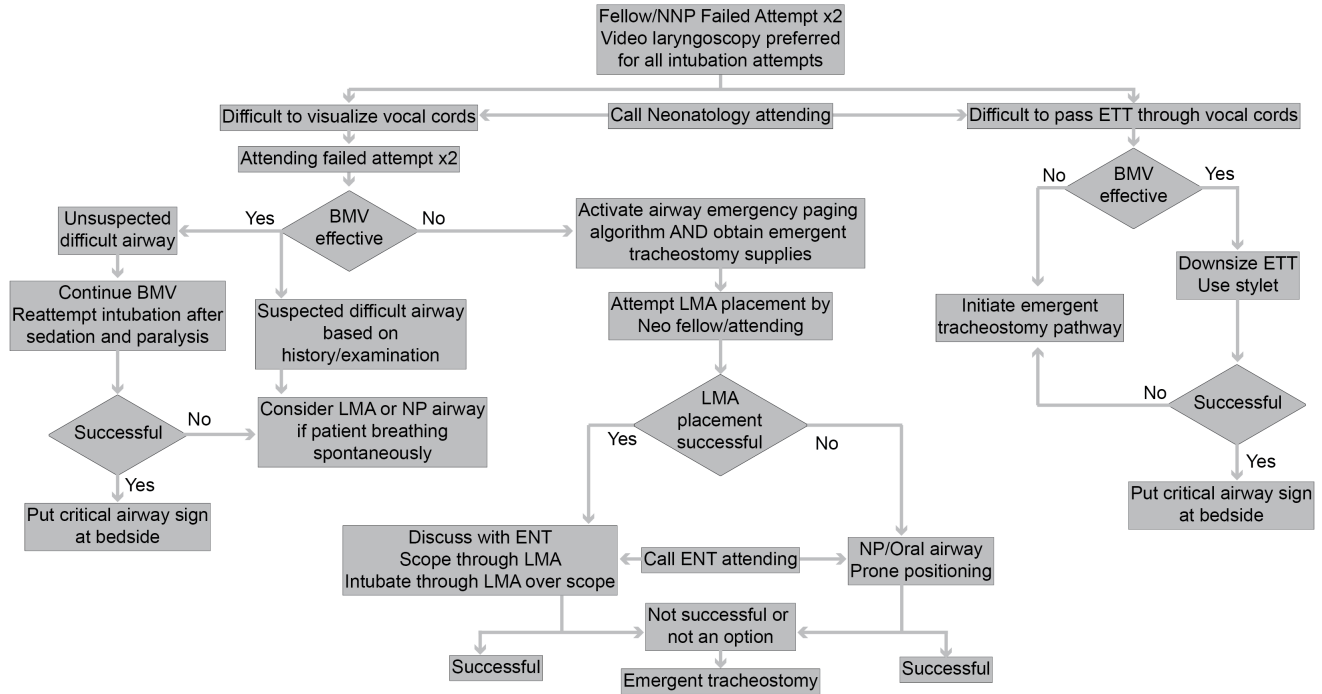 Fellow/NNP Failed Attempt x2
Video laryngoscopy preferred
for all intubation attempts
Difficult to visualize vocal cords
Call Neonatology attending
Difficult to pass ETT through vocal cords
Attending failed attempt x2
BMV
effective
Yes
No
Unsuspected
difficult airway
Continue BMV
Reattempt intubation after
sedation and paralysis
Successful
No
Yes
Put critical airway sign
at bedside
Suspected difficult airway
based on
history/examination
Consider LMA or NP airway
if patient breathing
spontaneously
Activate airway emergency paging
algorithm AND obtain emergent
tracheostomy supplies
Attempt LMA placement by
Neo fellow/attending
LMA
placement
successful
Yes
No
Discuss with ENT
Scope through LMA
Intubate through LMA over scope
Call ENT attending
NP/Oral airway
Prone positioning
Not successful or
not an option
Successful
Successful
Emergent tracheostomy
BMV
effective
No
Yes
Downsize ETT
Use stylet
Initiate emergent
tracheostomy pathway
Successful
No
Yes
Put critical airway sign
at bedside